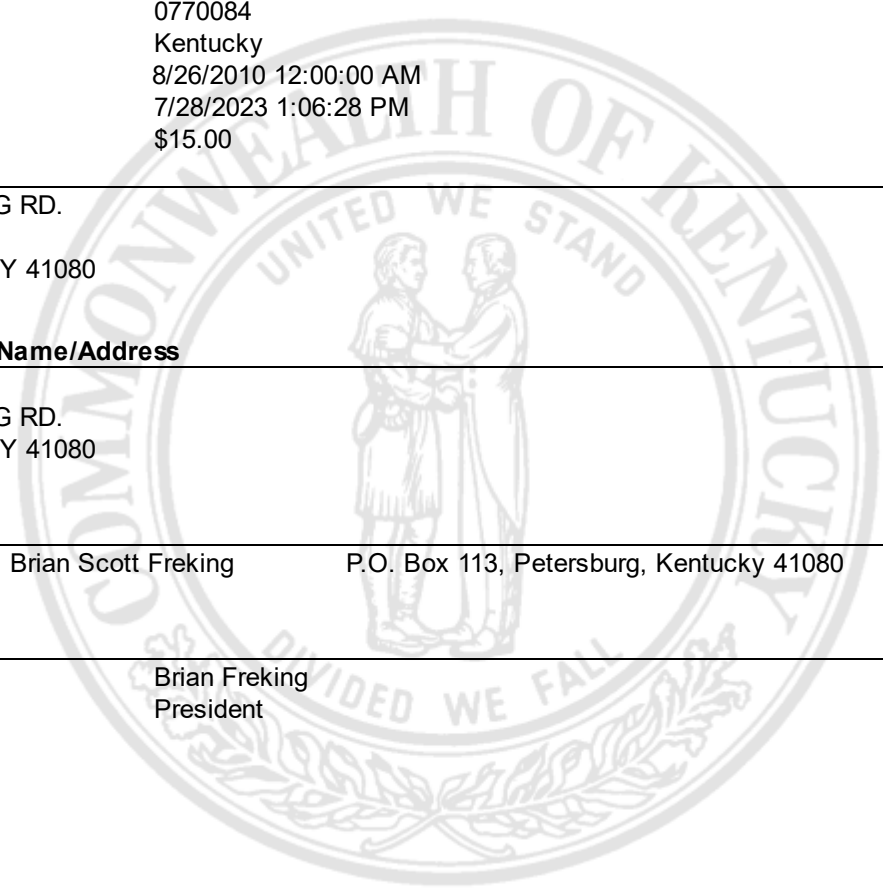 0770084
Kentucky
8/26/2010 12:00:00 AM
7/28/2023 1:06:28 PM
$15.00
G RD.
Y 41080
Name/Address
G RD.
Y 41080
Brian Scott Freking P.O. Box 113, Petersburg, Kentucky 41080
Brian Freking
President
COMMONWEALTH OF KENTUCKY
UNITED WE STAND
DIVIDED WE FALL